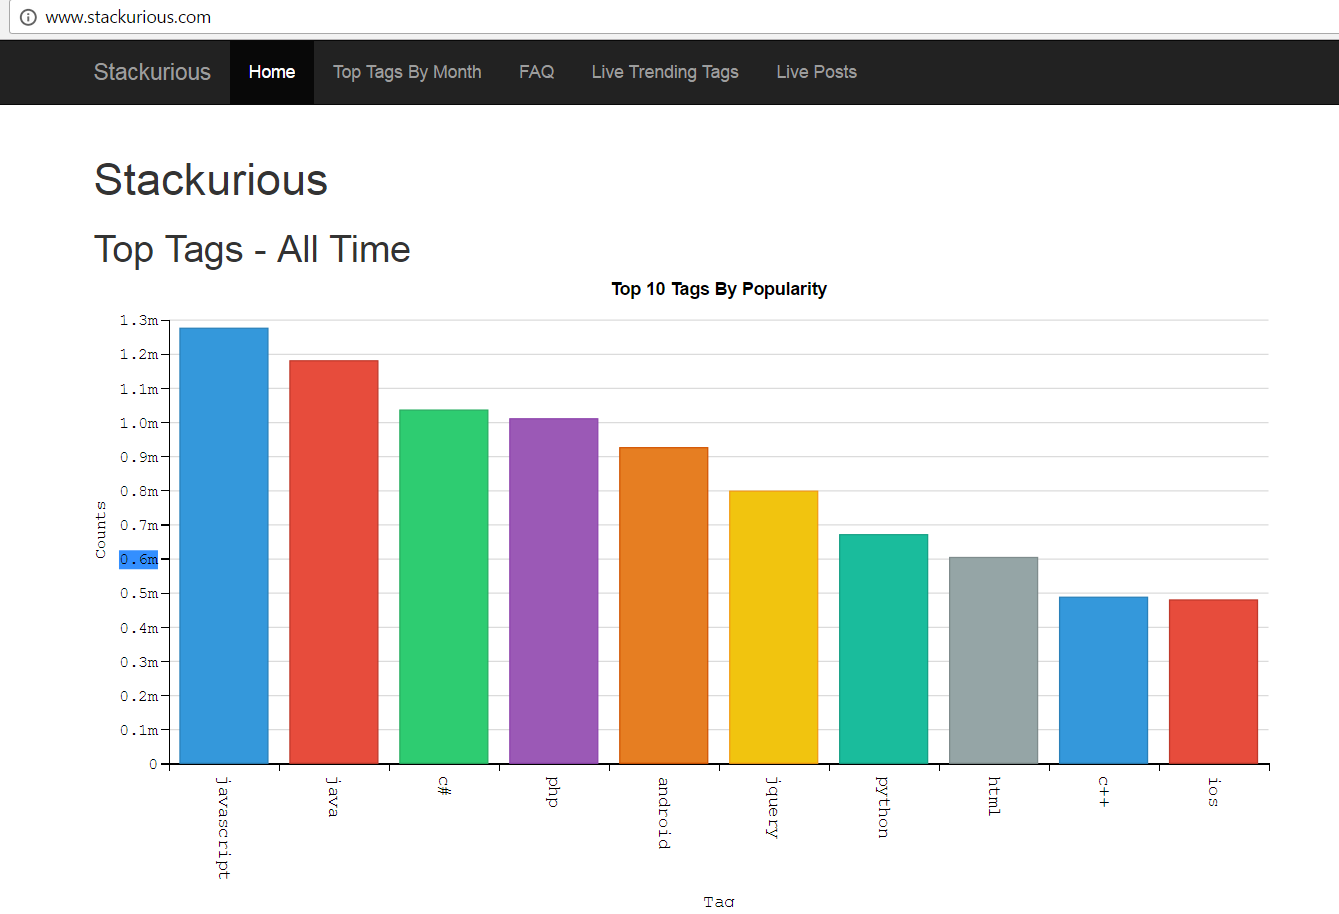 www.stackurious.com
Stackurious Home Top Tags By Month FAQ Live Trending Tags Live Posts
Stackurious
Top Tags - All Time
Top 10 Tags By Popularity
1.3m
1.2m
1.1m
1.0m
0.9m
0.8m
0.7m
0.6m
0.5m
0.4m
0.3m
0.2m
0.1m
0
Counts
javascript
java
c#
php
android
jquery
python
html
c++
ios
Tag